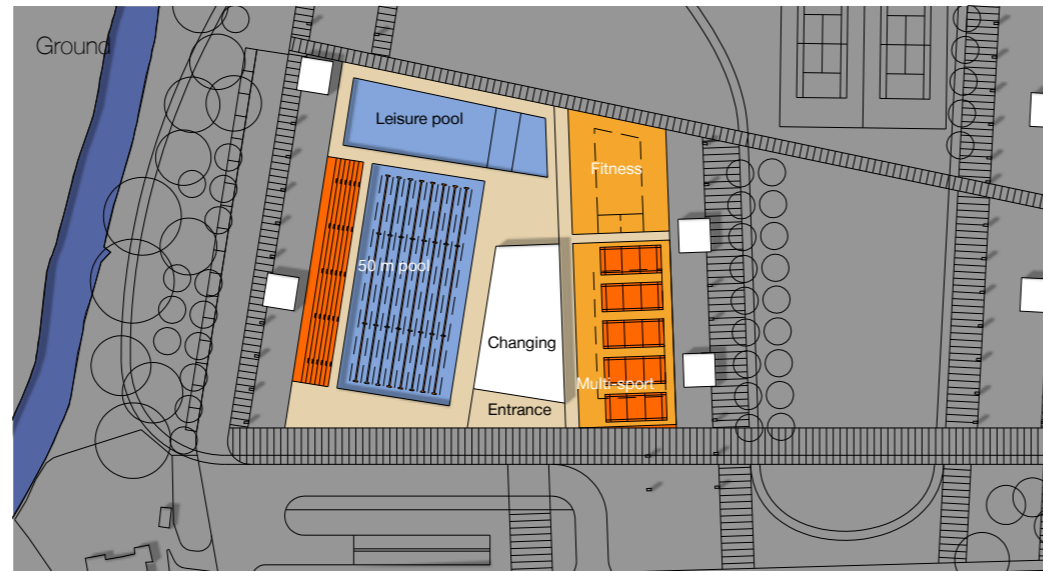 Ground
Leisure pool
Fitness
50 m pool
Changing
Multi-sport
Entrance